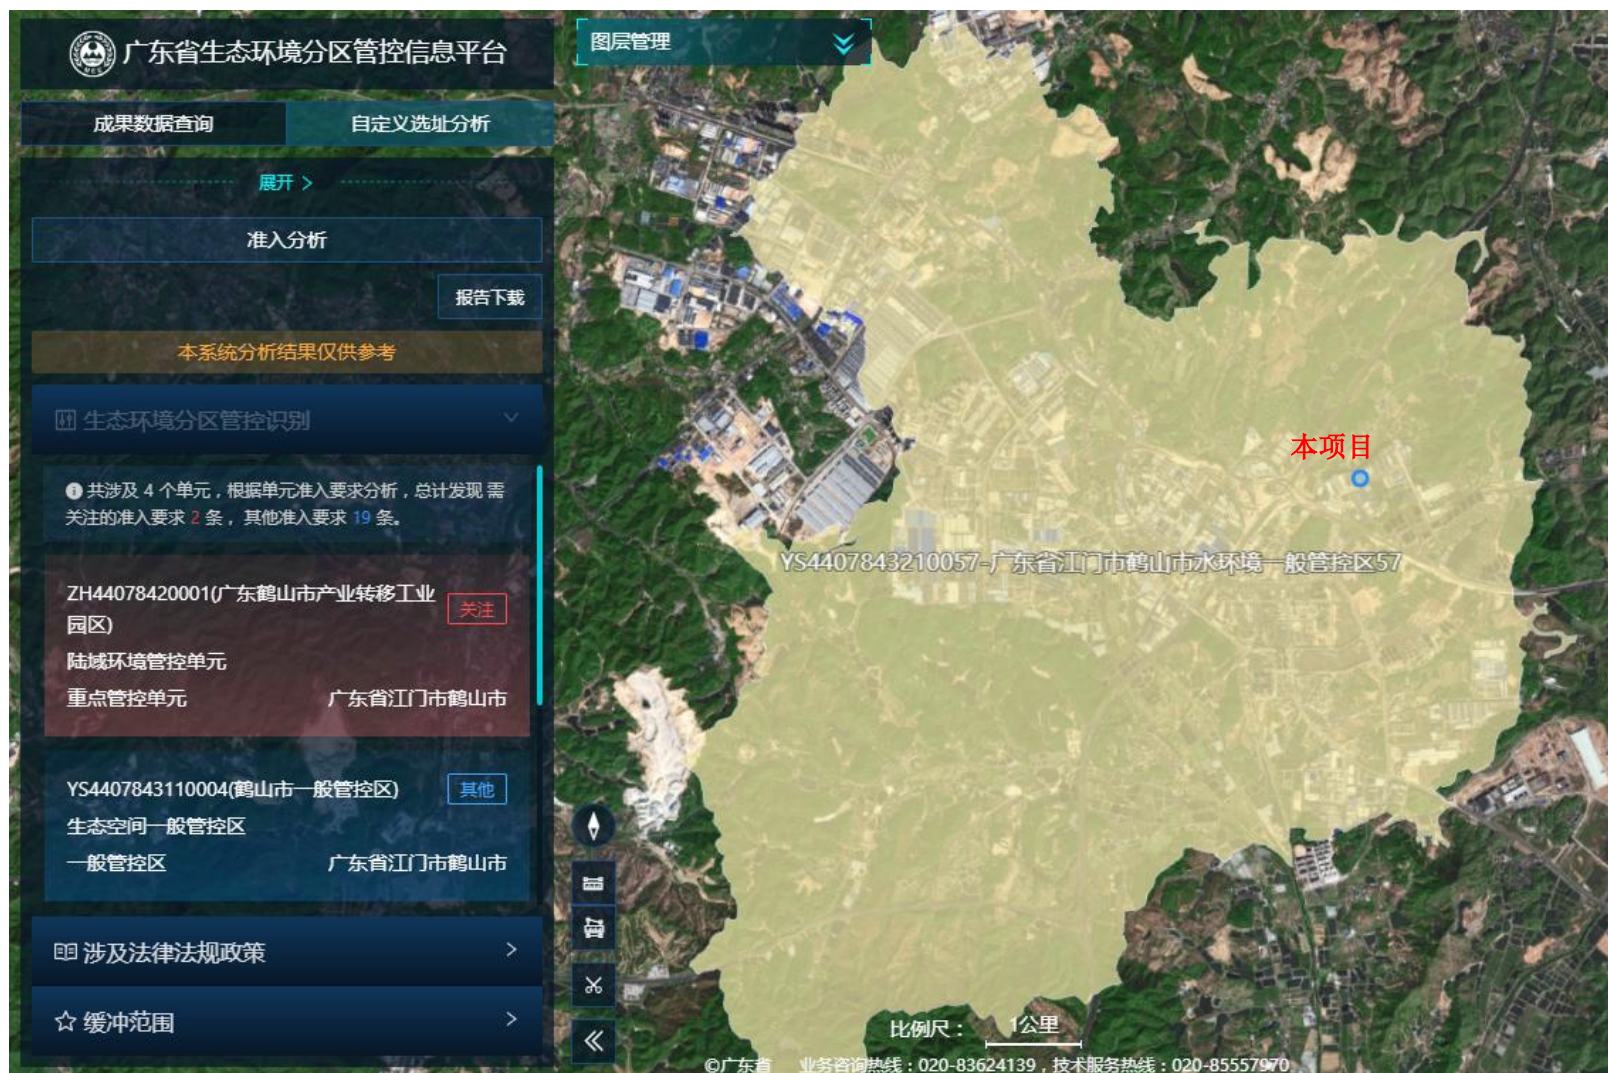 广东省生态环境分区管控信息平台
图层管理
成果数据查询
自定义选址分析
展开 >
准入分析
报告下载
本系统分析结果仅供参考
生态环境分区管控识别
共涉及 4 个单元，根据单元准入要求分析，总计发现 需
关注的准入要求 2 条， 其他准入要求 19 条。
ZH44078420001(广东鹤山市产业转移工业
园区)
关注
陆域环境管控单元
重点管控单元
广东省江门市鹤山市
YS4407843110004(鹤山市一般管控区)
其他
生态空间一般管控区
一般管控区
广东省江门市鹤山市
涉及法律法规政策
缓冲范围
本项目
YS4407843210057-广东省江门市鹤山市水环境一般管控区57
比例尺：
1公里
©广东省
业务咨询热线：020-83624139，技术服务热线：020-85557970